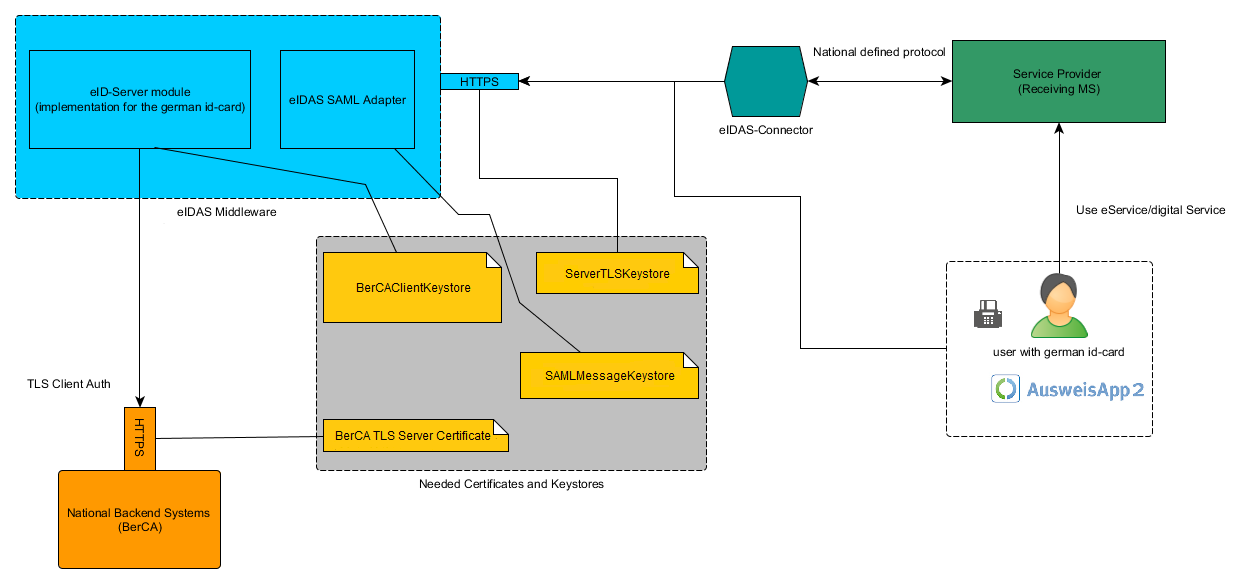 eID-Server module
(implementation for the german id-card)
eIDAS SAML Adapter
HTTPS
eIDAS Middleware
eIDAS-Connector
National defined protocol
Service Provider
(Receiving MS)
Use eService/digital Service
user with german id-card
AusweisApp2
BerCAClientKeystore
ServerTLSKeystore
SAMLMessageKeystore
BerCA TLS Server Certificate
Needed Certificates and Keystores
TLS Client Auth
HTTPS
National Backend Systems
(BerCA)